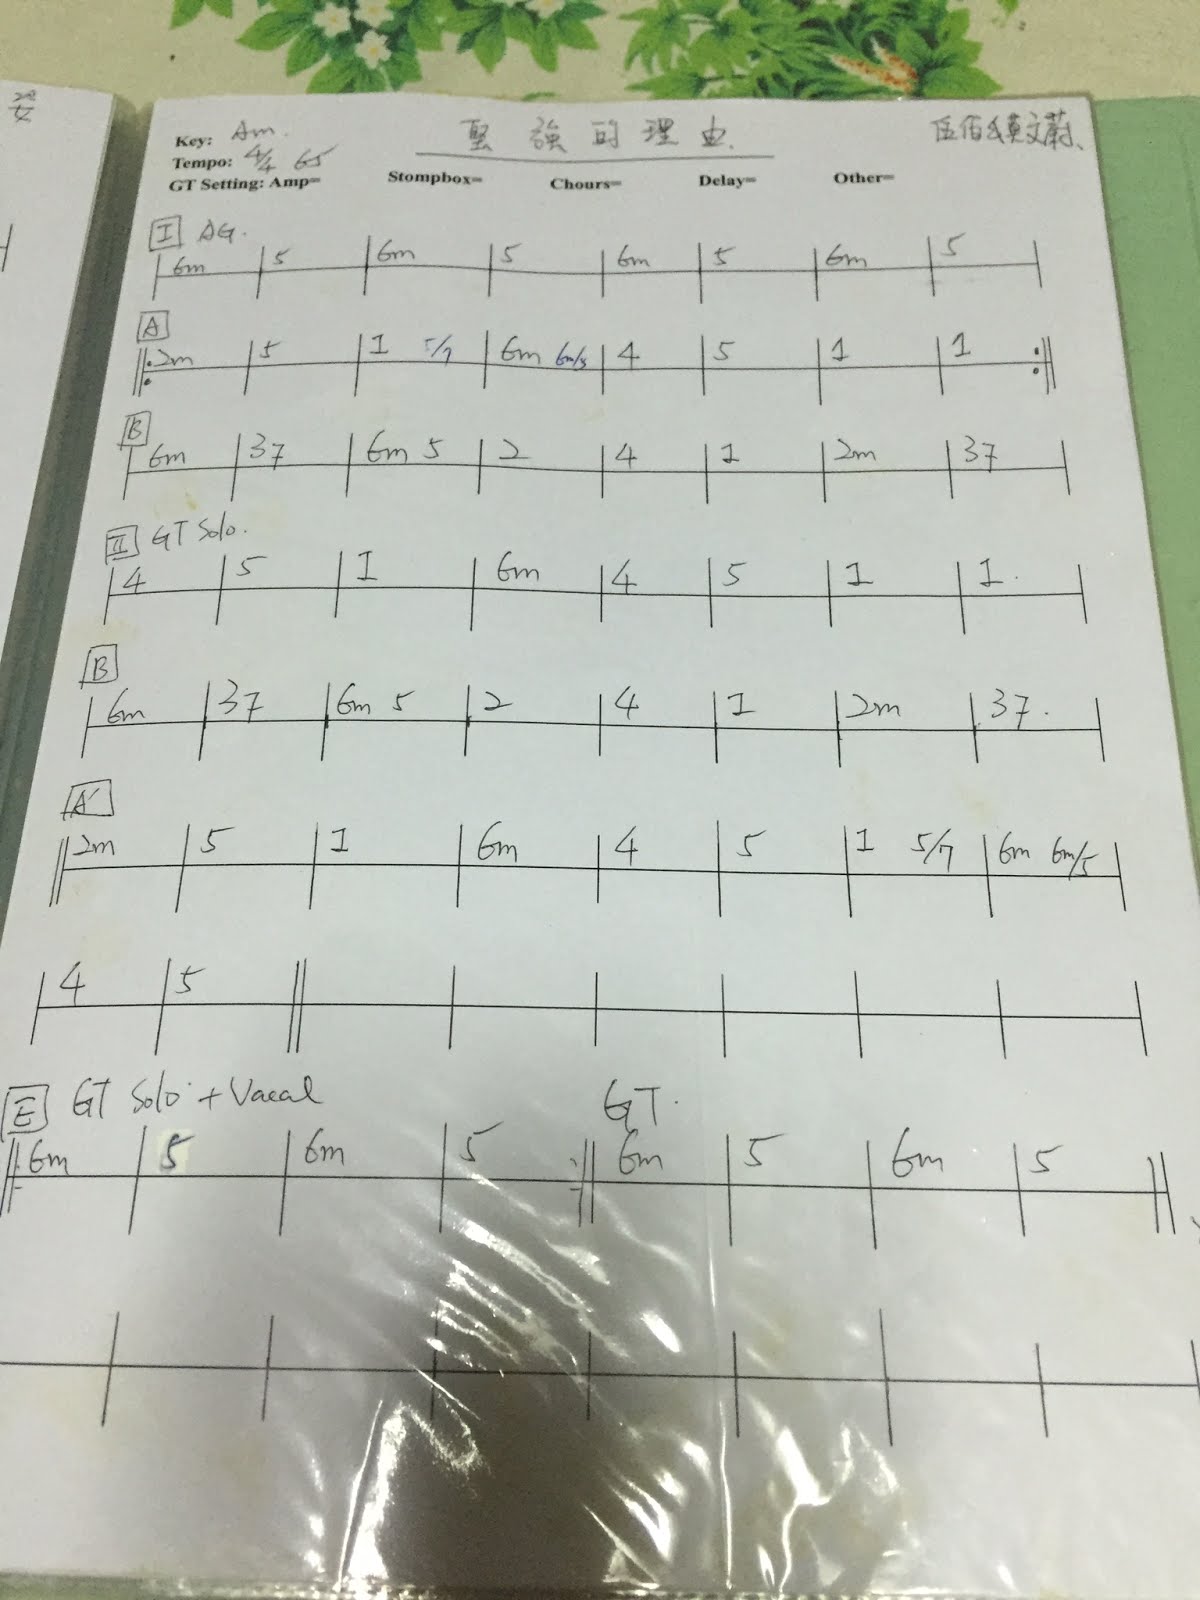 Key: Am. 堅強的理由. 伍佰&莫文蔚、
Tempo: 4/4 65
GT Setting: Amp= Stompbox= Chours= Delay= Other=
I AG.
6m 5 6m 5 6m 5 6m 5
A
2m 5 1 5/7 6m 6m/5 4 5 1 1
B
6m 37 6m 5 2 4 1 2m 37
II GT Solo.
4 5 1 6m 4 5 1 1.
B
6m 37 6m 5 2 4 1 2m 37.
A'
2m 5 1 6m 4 5 1 5/7 6m 6m/5
4 5
E GT Solo + Vacal GT.
6m 5 6m 5 6m 5 6m 5